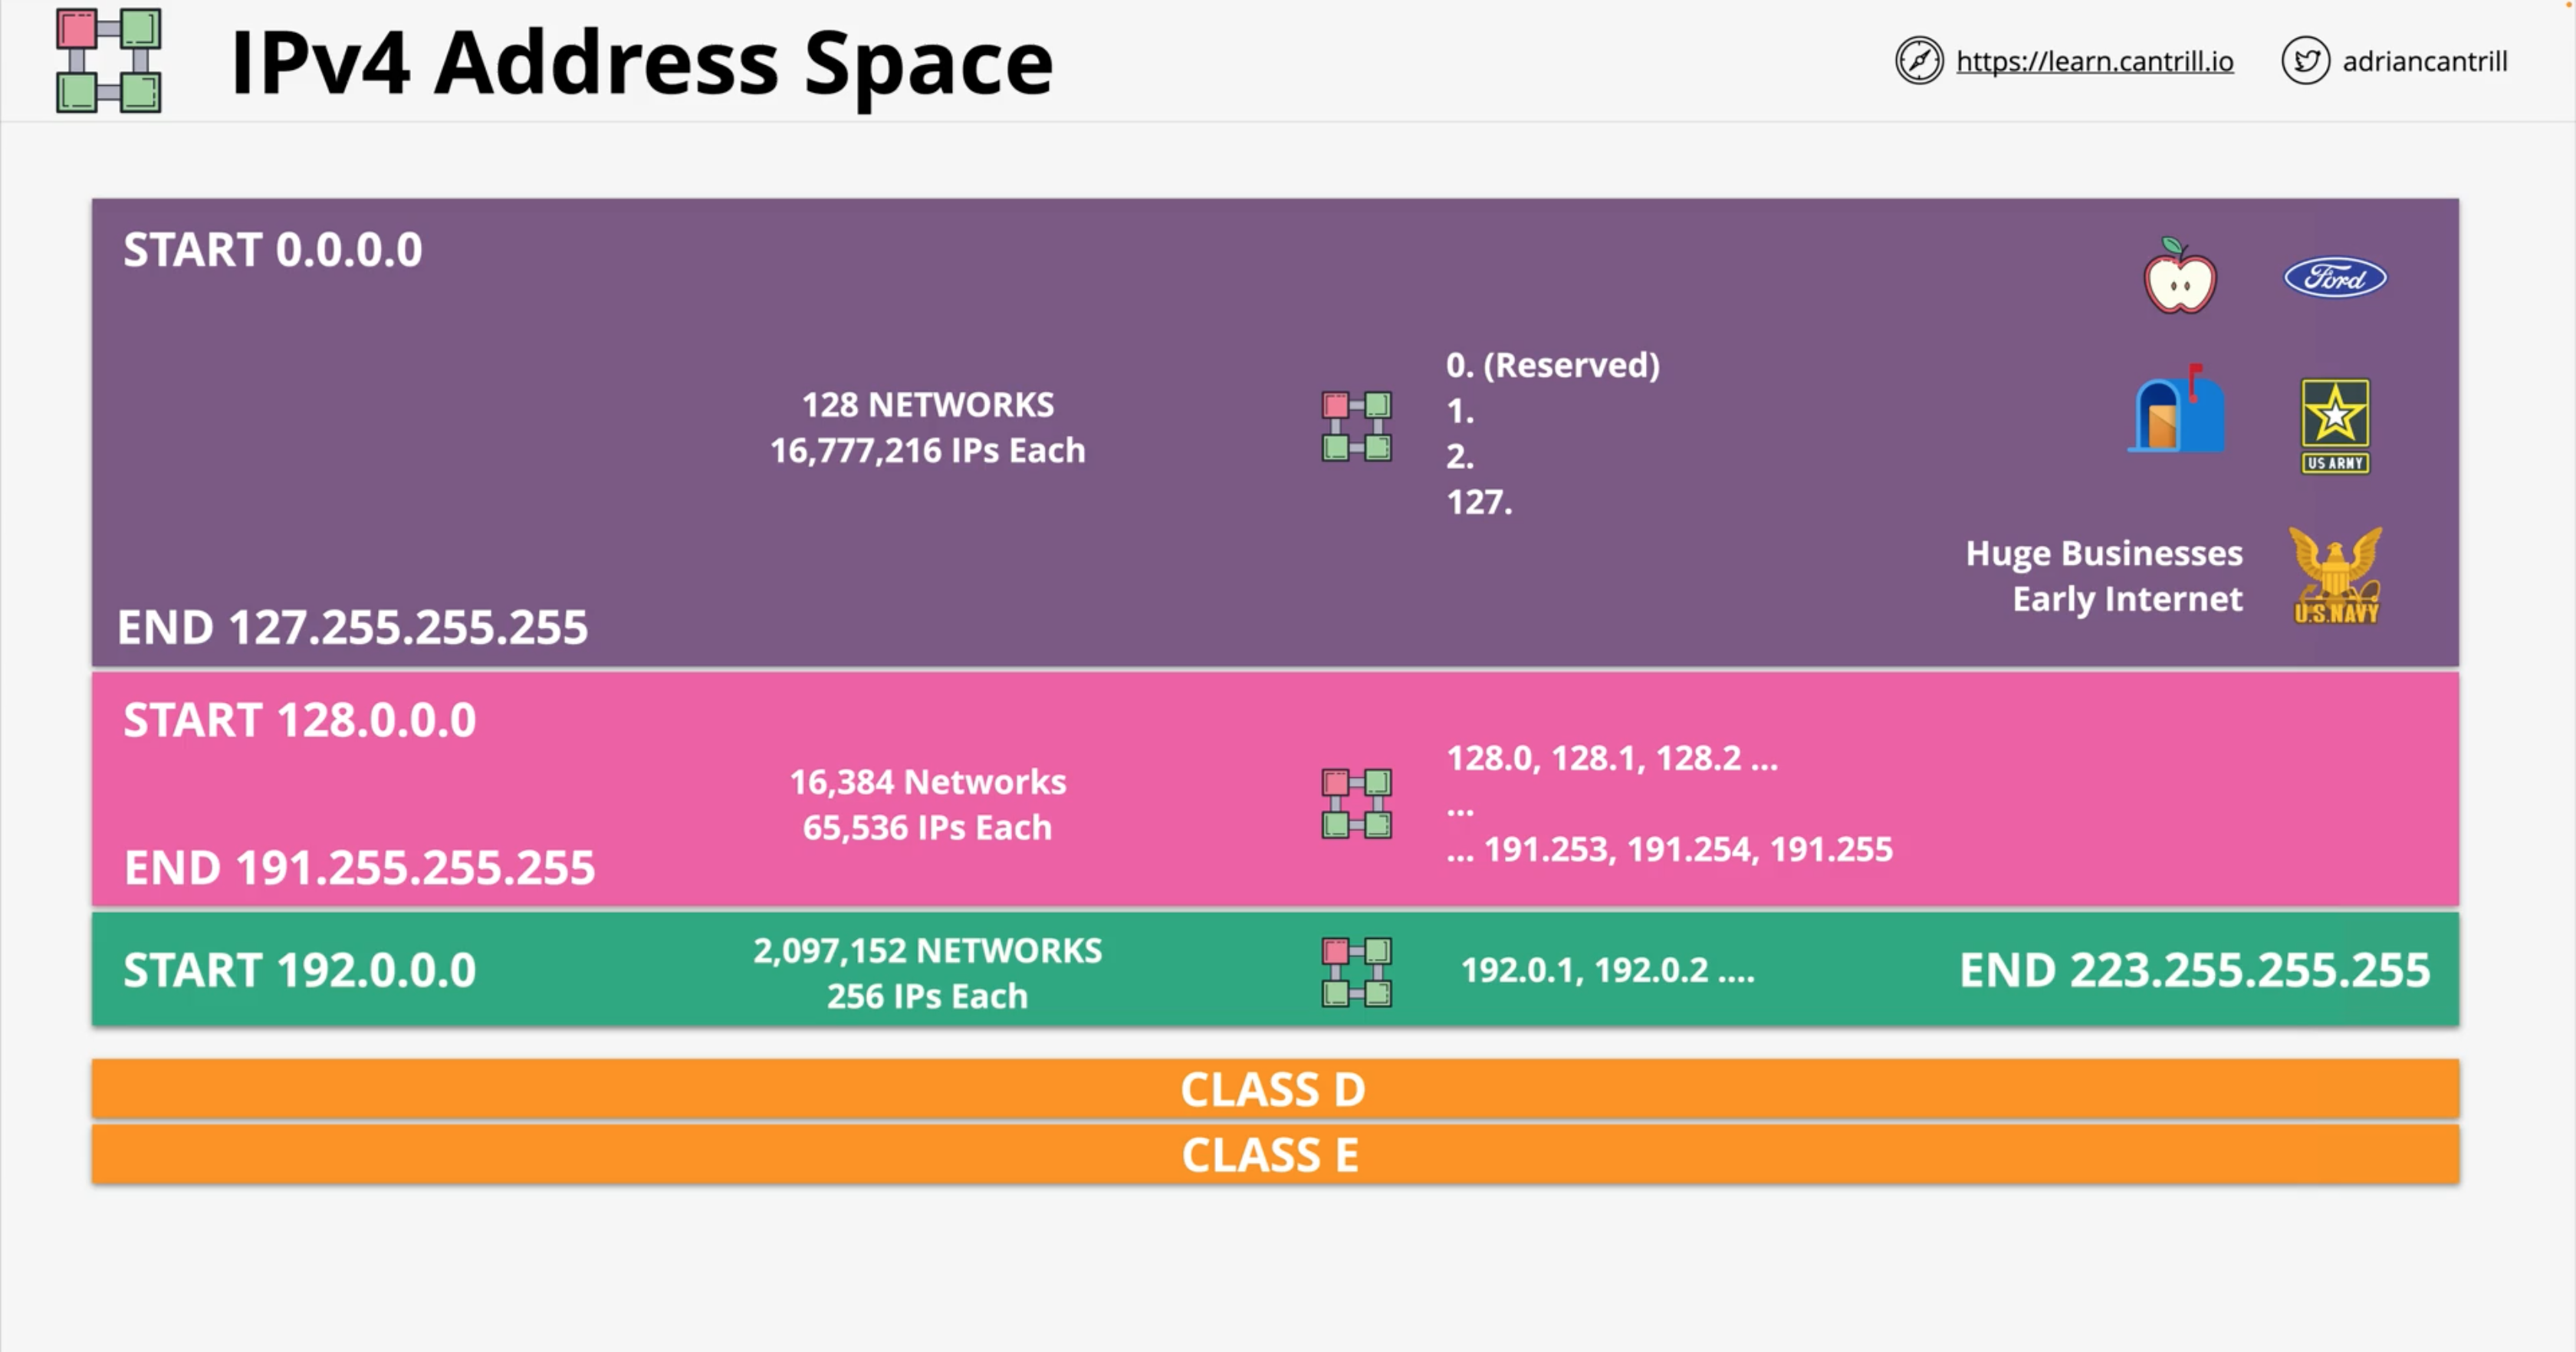 IPv4 Address Space
https://learn.cantrill.io
adriancantrill
START 0.0.0.0
128 NETWORKS
16,777,216 IPs Each
0. (Reserved)
1.
2.
127.
Ford
US ARMY
Huge Businesses
Early Internet
U.S.NAVY
END 127.255.255.255
START 128.0.0.0
16,384 Networks
65,536 IPs Each
128.0, 128.1, 128.2 ...
...
... 191.253, 191.254, 191.255
END 191.255.255.255
START 192.0.0.0
2,097,152 NETWORKS
256 IPs Each
192.0.1, 192.0.2 ....
END 223.255.255.255
CLASS D
CLASS E